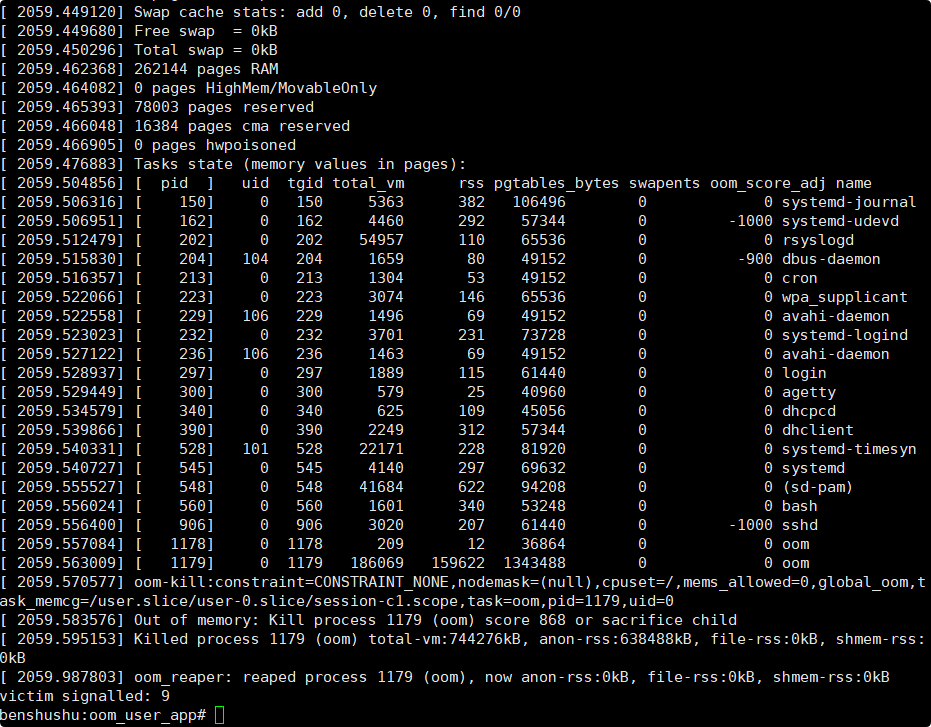 [ 2059.449120] Swap cache stats: add 0, delete 0, find 0/0
[ 2059.449680] Free swap  = 0kB
[ 2059.450296] Total swap = 0kB
[ 2059.462368] 262144 pages RAM
[ 2059.464082] 0 pages HighMem/MovableOnly
[ 2059.465393] 78003 pages reserved
[ 2059.466048] 16384 pages cma reserved
[ 2059.466905] 0 pages hwpoisoned
[ 2059.476883] Tasks state (memory values in pages):
[ 2059.504856] [  pid  ]   uid  tgid total_vm      rss pgtables_bytes swapents oom_score_adj name
[ 2059.506316] [    150]     0   150     5363      382   106496        0             0 systemd-journal
[ 2059.506951] [    162]     0   162     4460      292    57344        0         -1000 systemd-udevd
[ 2059.512479] [    202]     0   202    54957      110    65536        0             0 rsyslogd
[ 2059.515830] [    204]   104   204     1659       80    49152        0          -900 dbus-daemon
[ 2059.516357] [    213]     0   213     1304       53    49152        0             0 cron
[ 2059.522066] [    223]     0   223     3074      146    65536        0             0 wpa_supplicant
[ 2059.522558] [    229]   106   229     1496       69    49152        0             0 avahi-daemon
[ 2059.523023] [    232]     0   232     3701      231    73728        0             0 systemd-logind
[ 2059.527122] [    236]   106   236     1463       69    49152        0             0 avahi-daemon
[ 2059.528937] [    297]     0   297     1889      115    61440        0             0 login
[ 2059.529449] [    300]     0   300      579       25    40960        0             0 agetty
[ 2059.534579] [    340]     0   340      625      109    45056        0             0 dhcpcd
[ 2059.539866] [    390]     0   390     2249      312    57344        0             0 dhclient
[ 2059.540331] [    528]   101   528    22171      228    81920        0             0 systemd-timesyn
[ 2059.540727] [    545]     0   545     4140      297    69632        0             0 systemd
[ 2059.555527] [    548]     0   548    41684      622    94208        0             0 (sd-pam)
[ 2059.556024] [    560]     0   560     1601      340    53248        0             0 bash
[ 2059.556400] [    906]     0   906     3020      207    61440        0         -1000 sshd
[ 2059.557084] [   1178]     0  1178      209       12    36864        0             0 oom
[ 2059.563009] [   1179]     0  1179   186069   159622  1343488        0             0 oom
[ 2059.570577] oom-kill:constraint=CONSTRAINT_NONE,nodemask=(null),cpuset=/,mems_allowed=0,global_oom,t
ask_memcg=/user.slice/user-0.slice/session-c1.scope,task=oom,pid=1179,uid=0
[ 2059.583576] Out of memory: Kill process 1179 (oom) score 868 or sacrifice child
[ 2059.595153] Killed process 1179 (oom) total-vm:744276kB, anon-rss:638488kB, file-rss:0kB, shmem-rss:
0kB
[ 2059.987803] oom_reaper: reaped process 1179 (oom), now anon-rss:0kB, file-rss:0kB, shmem-rss:0kB
victim signalled: 9
benshushu:oom_user_app#